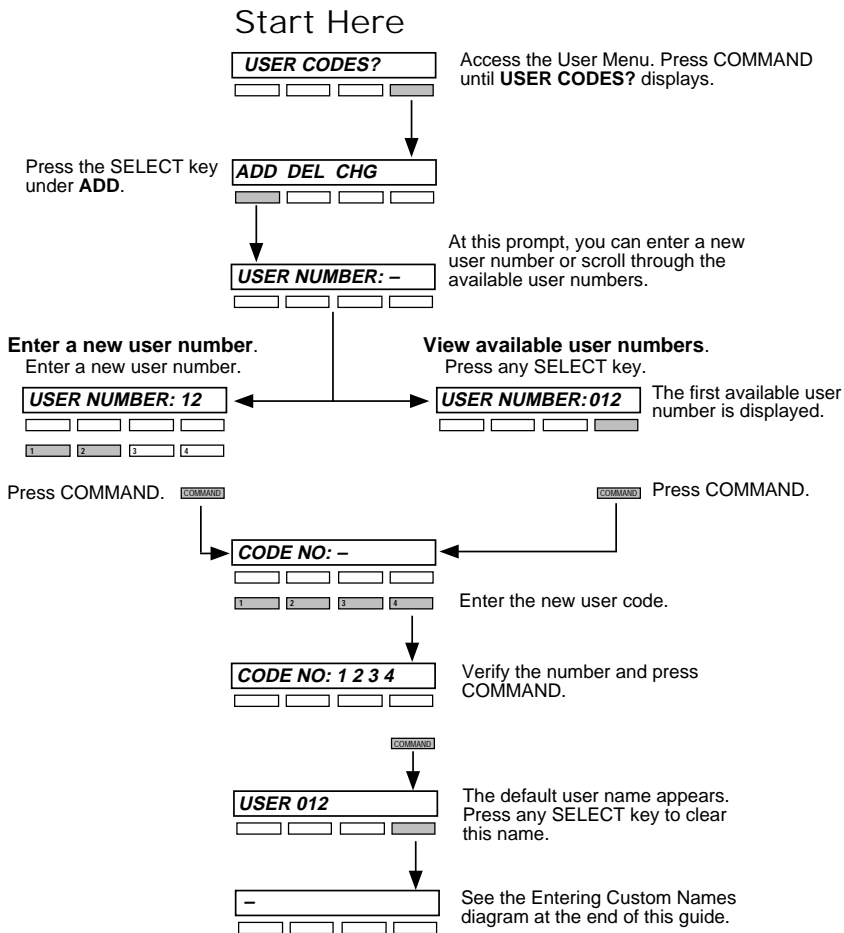 Start Here
USER CODES?
Access the User Menu. Press COMMAND
until USER CODES? displays.
Press the SELECT key
under ADD.
ADD DEL CHG
At this prompt, you can enter a new
user number or scroll through the
available user numbers.
USER NUMBER: –
Enter a new user number.
Enter a new user number.
View available user numbers.
Press any SELECT key.
USER NUMBER: 12
USER NUMBER:012
The first available user
number is displayed.
1 2 3 4
Press COMMAND.
COMMAND
COMMAND
Press COMMAND.
CODE NO: –
1 2 3 4
Enter the new user code.
CODE NO: 1 2 3 4
Verify the number and press
COMMAND.
COMMAND
USER 012
The default user name appears.
Press any SELECT key to clear
this name.
–
See the Entering Custom Names
diagram at the end of this guide.